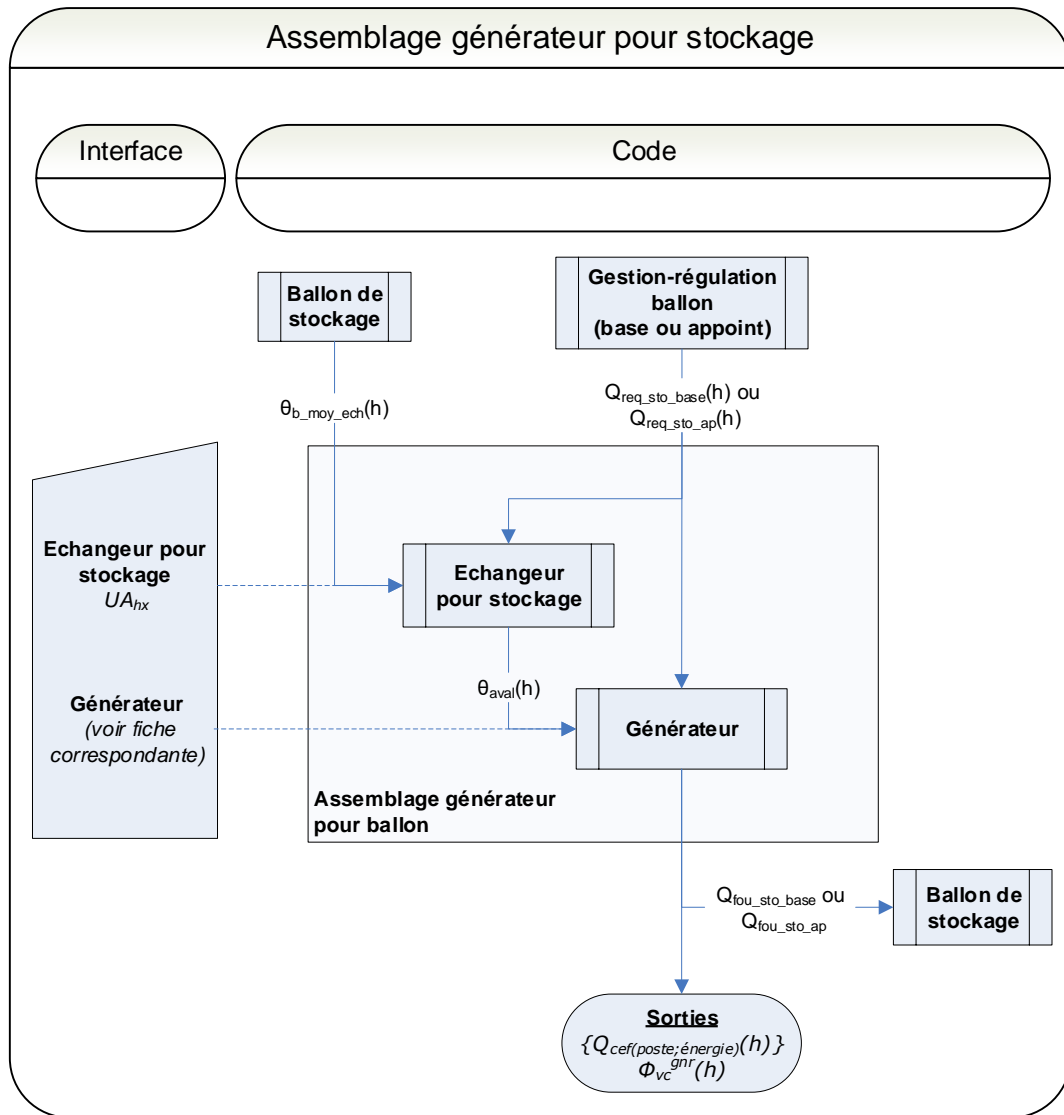 Assemblage générateur pour stockage
Interface
Code
Ballon de
stockage
Gestion-régulation
ballon
(base ou appoint)
θb_moy_ech(h)
Qreq_sto_base(h) ou
Qreq_sto_ap(h)
Echangeur pour
stockage
UAhx
Echangeur
pour stockage
θaval(h)
Générateur
(voir fiche
correspondante)
Générateur
Assemblage générateur
pour ballon
Qfou_sto_base ou
Qfou_sto_ap
Ballon de
stockage
Sorties
{Qcef(poste;énergie)(h)}
Φvc gnr(h)